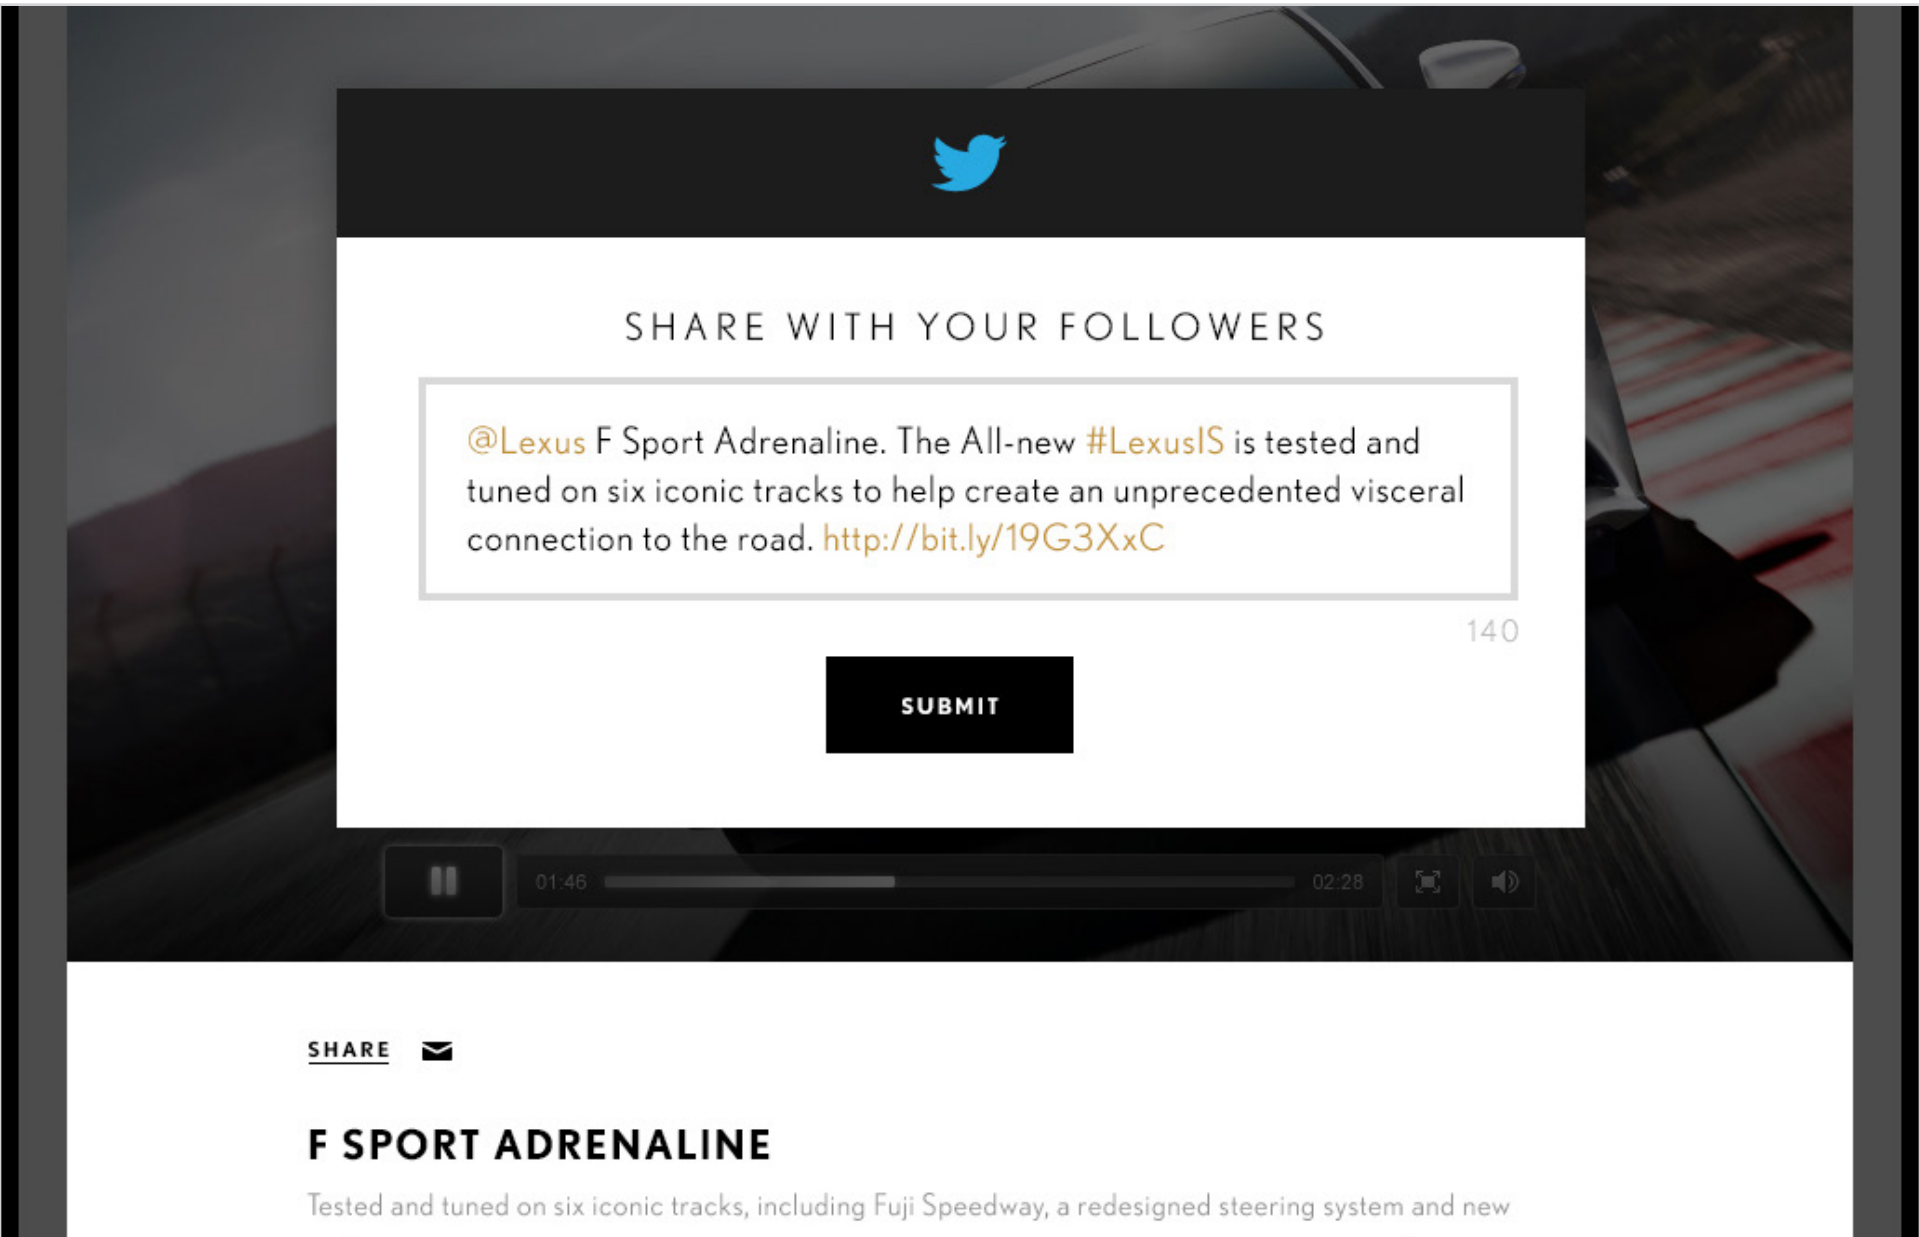 SHARE WITH YOUR FOLLOWERS
@Lexus F Sport Adrenaline. The All-new #LexusIS is tested and
tuned on six iconic tracks to help create an unprecedented visceral
connection to the road. http://bit.ly/19G3XxC
140
SUBMIT
01:46 02:28
SHARE
F SPORT ADRENALINE
Tested and tuned on six iconic tracks, including Fuji Speedway, a redesigned steering system and new